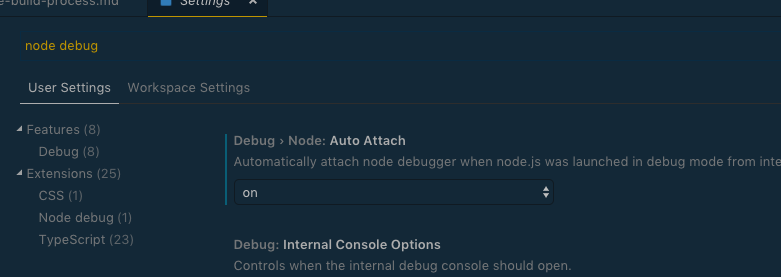 -build-process.md
Settings
node debug
User Settings Workspace Settings
Features (8)
Debug (8)
Extensions (25)
CSS (1)
Node debug (1)
TypeScript (23)
Debug › Node: Auto Attach
Automatically attach node debugger when node.js was launched in debug mode from inte
on
Debug: Internal Console Options
Controls when the internal debug console should open.